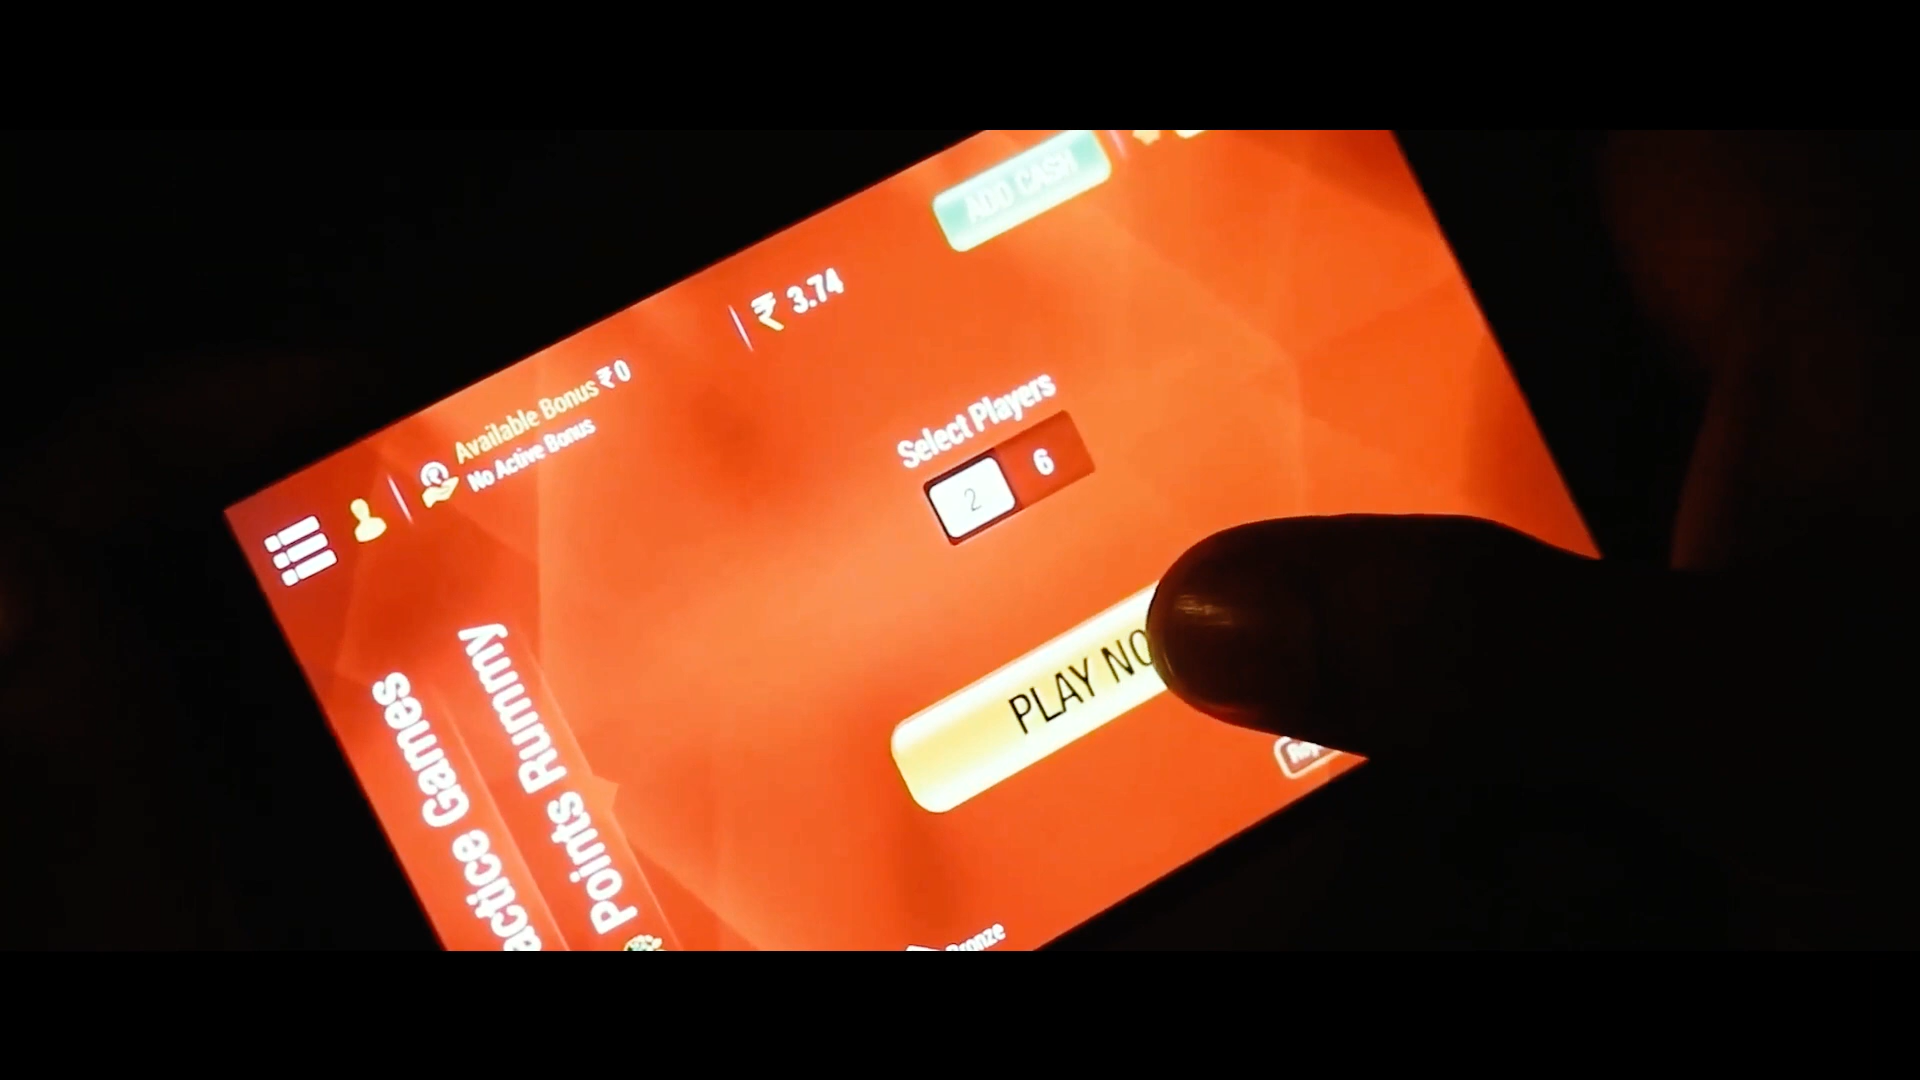 ADD CASH
₹ 3.74
Available Bonus ₹ 0
No Active Bonus
Select Players
2 6
PLAY NO
actice Games
Points Rummy
Bronze